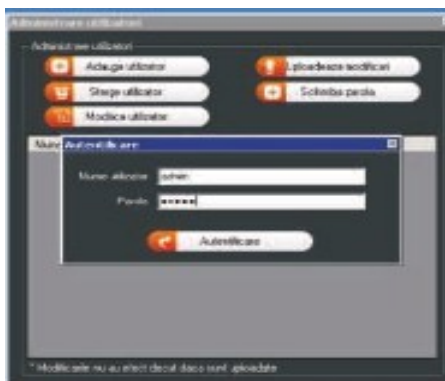 Administrare utilizatori
Administrare utilizatori
Adauga utilizator
Uploadeaza modificari
Sterge utilizator
Schimba parola
Modifica utilizator
Nume
Autentificare
Nume utilizator
admin
Parola
Autentificare
* Modificarile nu au efect decat daca sunt uploadate